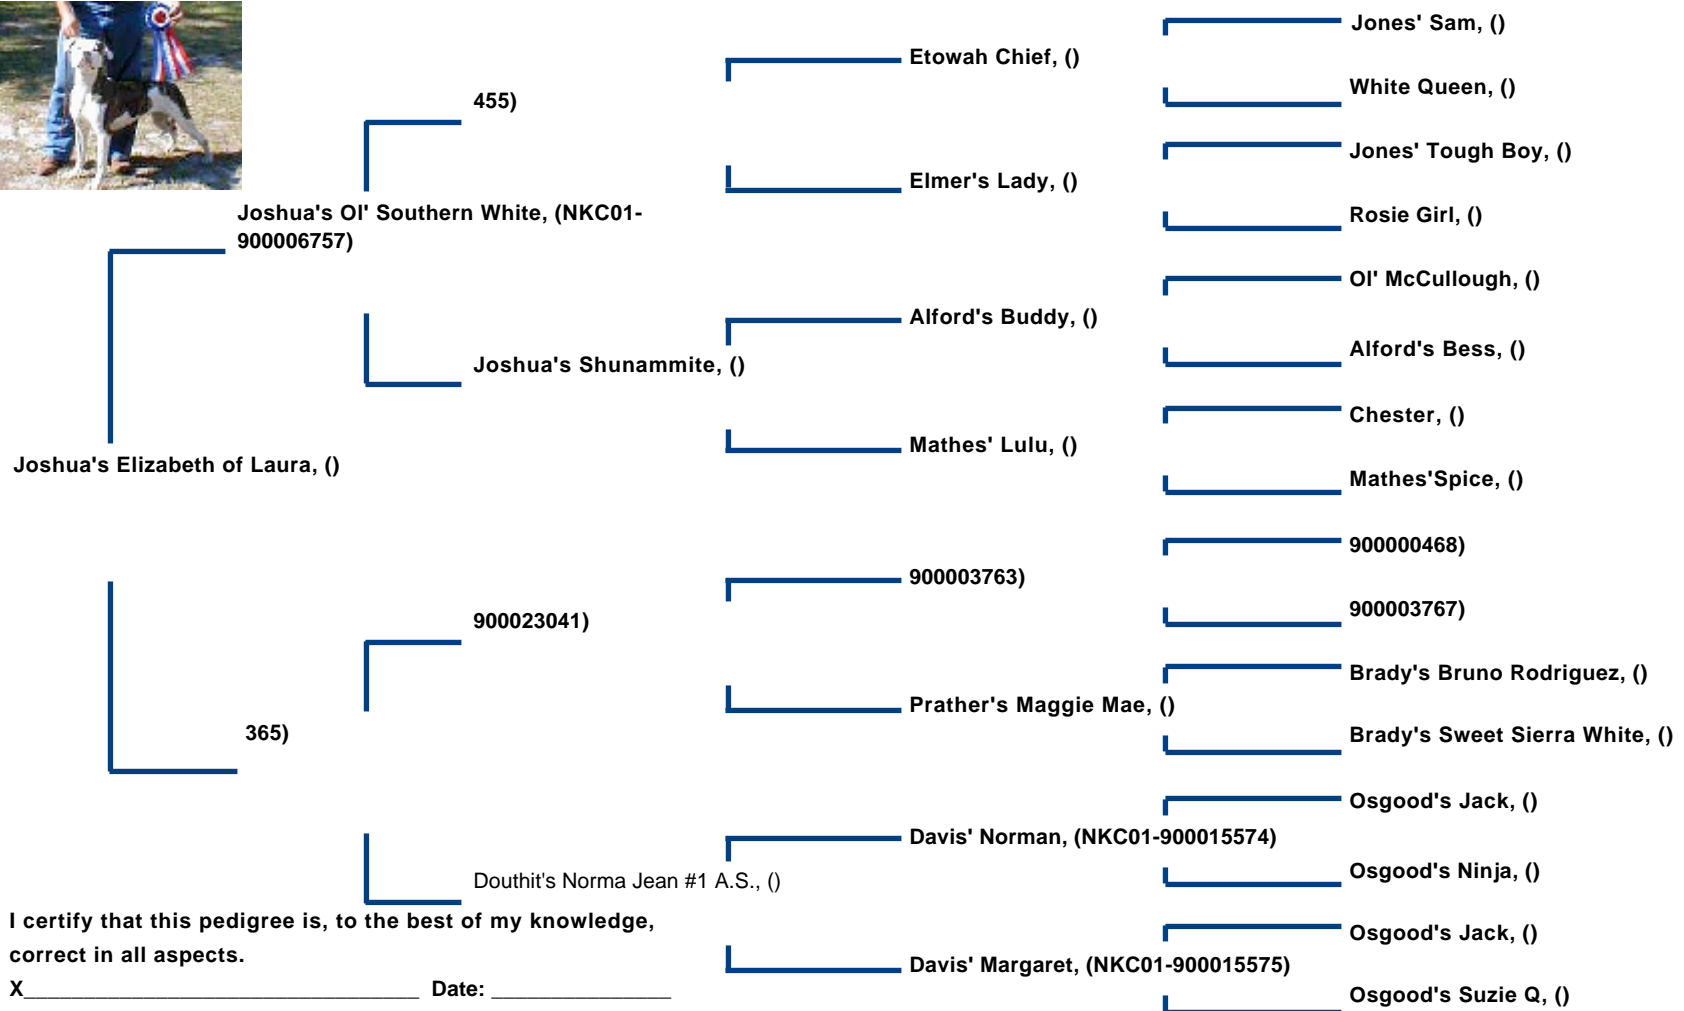 Jones' Sam, ()
Etowah Chief, ()
White Queen, ()
455)
Jones' Tough Boy, ()
Elmer's Lady, ()
Joshua's Ol' Southern White, (NKC01-
900006757)
Rosie Girl, ()
Ol' McCullough, ()
Alford's Buddy, ()
Alford's Bess, ()
Joshua's Shunammite, ()
Chester, ()
Mathes' Lulu, ()
Joshua's Elizabeth of Laura, ()
Mathes'Spice, ()
900000468)
900003763)
900003767)
900023041)
Brady's Bruno Rodriguez, ()
Prather's Maggie Mae, ()
365)
Brady's Sweet Sierra White, ()
Osgood's Jack, ()
Davis' Norman, (NKC01-900015574)
Osgood's Ninja, ()
Douthit's Norma Jean #1 A.S., ()
I certify that this pedigree is, to the best of my knowledge,
correct in all aspects.
Osgood's Jack, ()
Davis' Margaret, (NKC01-900015575)
X_________________________________ Date: _______________
Osgood's Suzie Q, ()